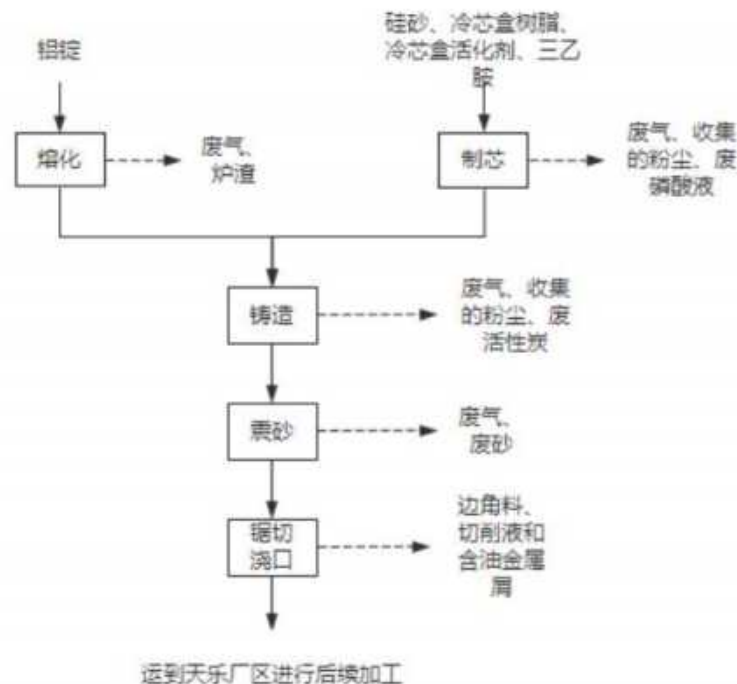 铝锭
硅砂、冷芯盒树脂、
冷芯盒活化剂、三乙
胺
熔化
废气、
炉渣
制芯
废气、收集
的粉尘、废
磷酸液
铸造
废气、收集
的粉尘、废
活性炭
震砂
废气、
废砂
锯切
浇口
边角料、
切削液和
含油金属
屑
运到天乐厂区进行后续加工